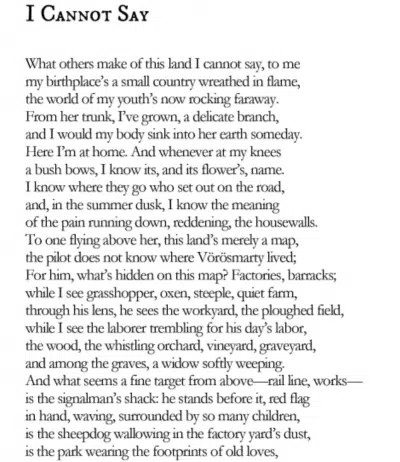 I Cannot Say
What others make of this land I cannot say, to me
my birthplace’s a small country wreathed in flame,
the world of my youth’s now rocking faraway.
From her trunk, I’ve grown, a delicate branch,
and I would my body sink into her earth someday.
Here I’m at home. And whenever at my knees
a bush bows, I know its, and its flower’s, name.
I know where they go who set out on the road,
and, in the summer dusk, I know the meaning
of the pain running down, reddening, the housewalls.
To one flying above her, this land’s merely a map,
the pilot does not know where Vörösmarty lived;
For him, what’s hidden on this map? Factories, barracks;
while I see grasshopper, oxen, steeple, quiet farm,
through his lens, he sees the workyard, the ploughed field,
while I see the laborer trembling for his day’s labor,
the wood, the whistling orchard, vineyard, graveyard,
and among the graves, a widow softly weeping.
And what seems a fine target from above—rail line, works—
is the signalman’s shack: he stands before it, red flag
in hand, waving, surrounded by so many children,
is the sheepdog wallowing in the factory yard’s dust,
is the park wearing the footprints of old loves,